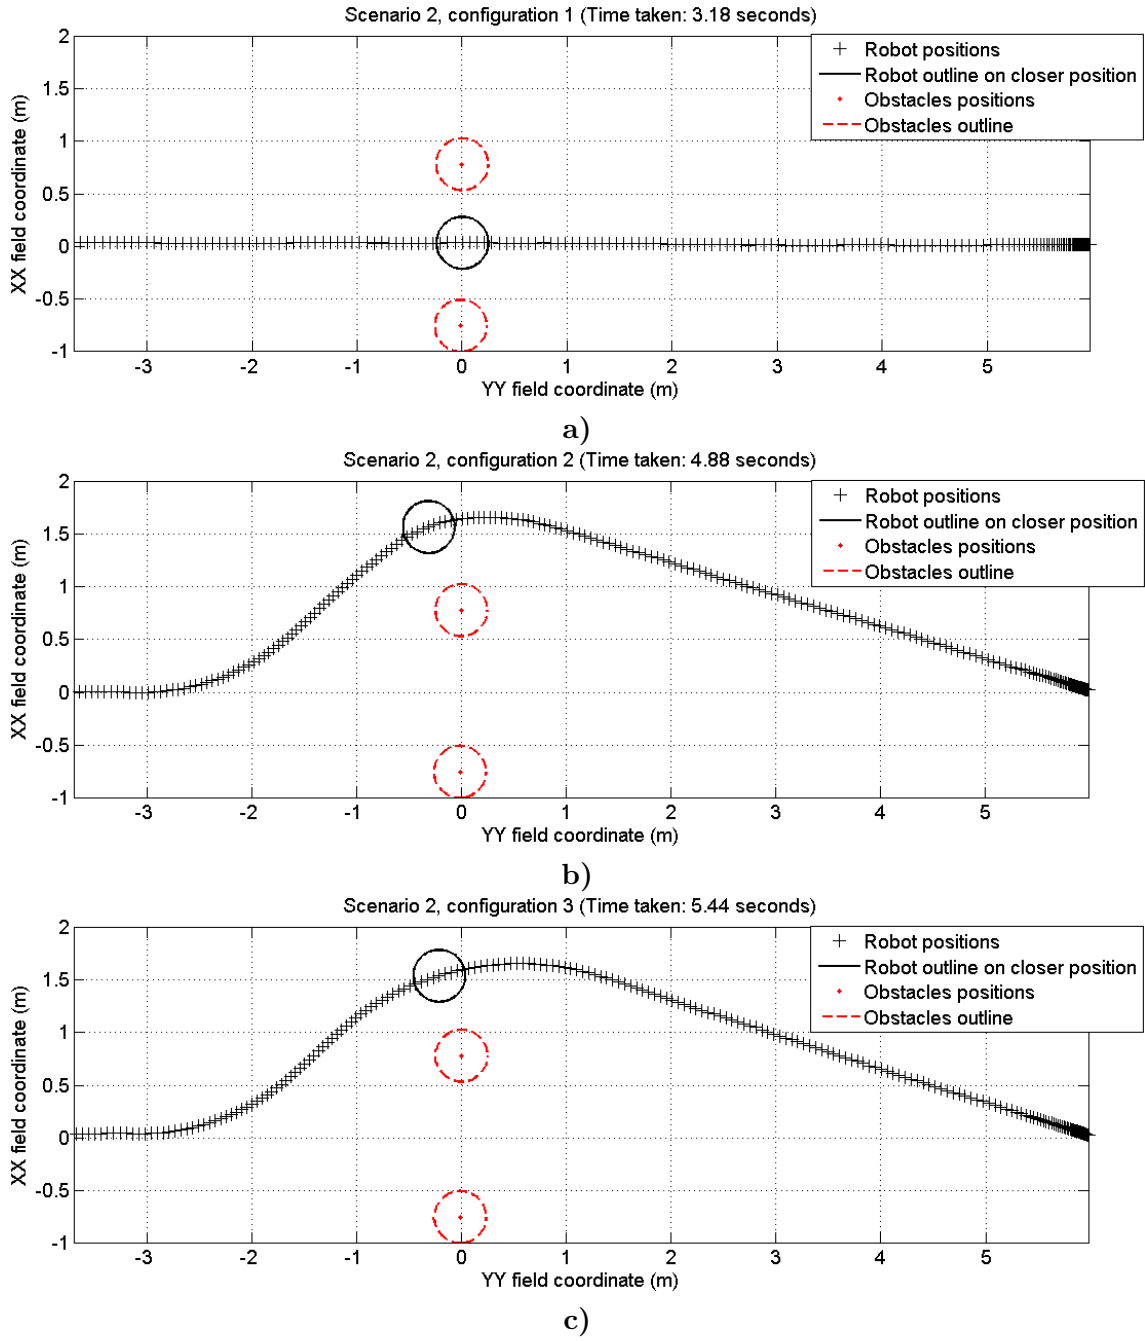 Scenario 2, configuration 1 (Time taken: 3.18 seconds)
2
1.5
1
0.5
0
-0.5
-1
XX field coordinate (m)
Robot positions
Robot outline on closer position
Obstacles positions
Obstacles outline
-3 -2 -1 0 1 2 3 4 5
YY field coordinate (m)
a)
Scenario 2, configuration 2 (Time taken: 4.88 seconds)
2
1.5
1
0.5
0
-0.5
-1
XX field coordinate (m)
Robot positions
Robot outline on closer position
Obstacles positions
Obstacles outline
-3 -2 -1 0 1 2 3 4 5
YY field coordinate (m)
b)
Scenario 2, configuration 3 (Time taken: 5.44 seconds)
2
1.5
1
0.5
0
-0.5
-1
XX field coordinate (m)
Robot positions
Robot outline on closer position
Obstacles positions
Obstacles outline
-3 -2 -1 0 1 2 3 4 5
YY field coordinate (m)
c)